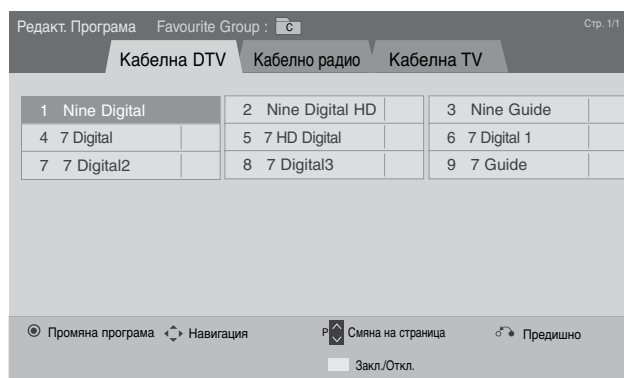 Редакт. Програма Favourite Group : C Стр. 1/1
Кабелна DTV Кабелно радио Кабелна TV
1 Nine Digital 2 Nine Digital HD 3 Nine Guide
4 7 Digital 5 7 HD Digital 6 7 Digital 1
7 7 Digital2 8 7 Digital3 9 7 Guide
Промяна програма Навигация P Смяна на страница Предишно
Закл./Откл.